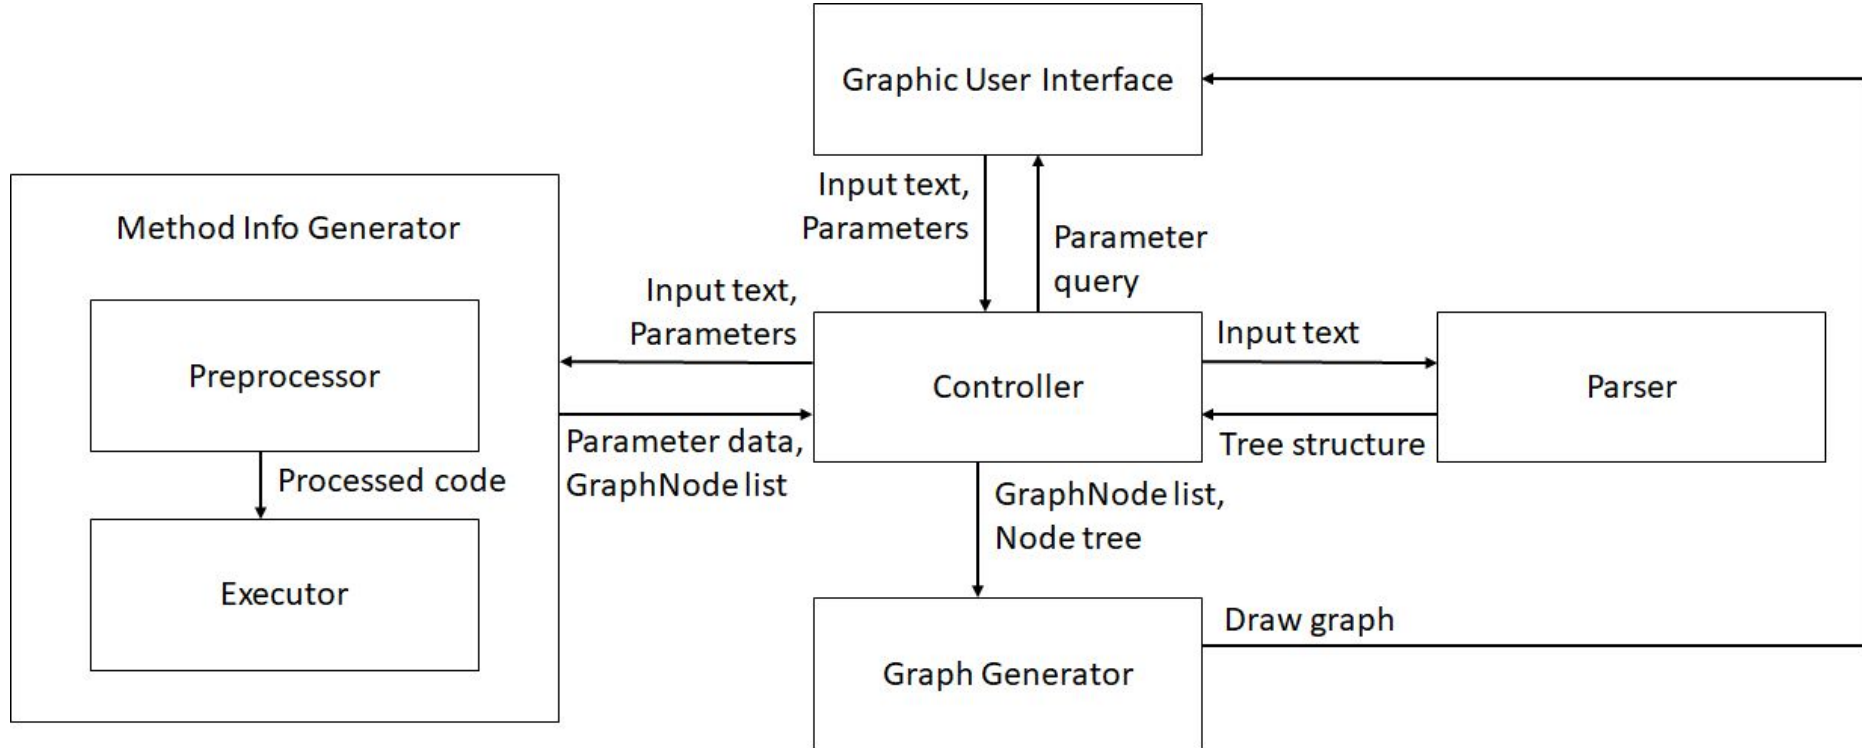 Graphic User Interface
Input text,
Parameters
Parameter
query
Method Info Generator
Preprocessor
Processed code
Executor
Input text,
Parameters
Parameter data,
GraphNode list
Controller
Input text
Tree structure
Parser
GraphNode list,
Node tree
Graph Generator
Draw graph